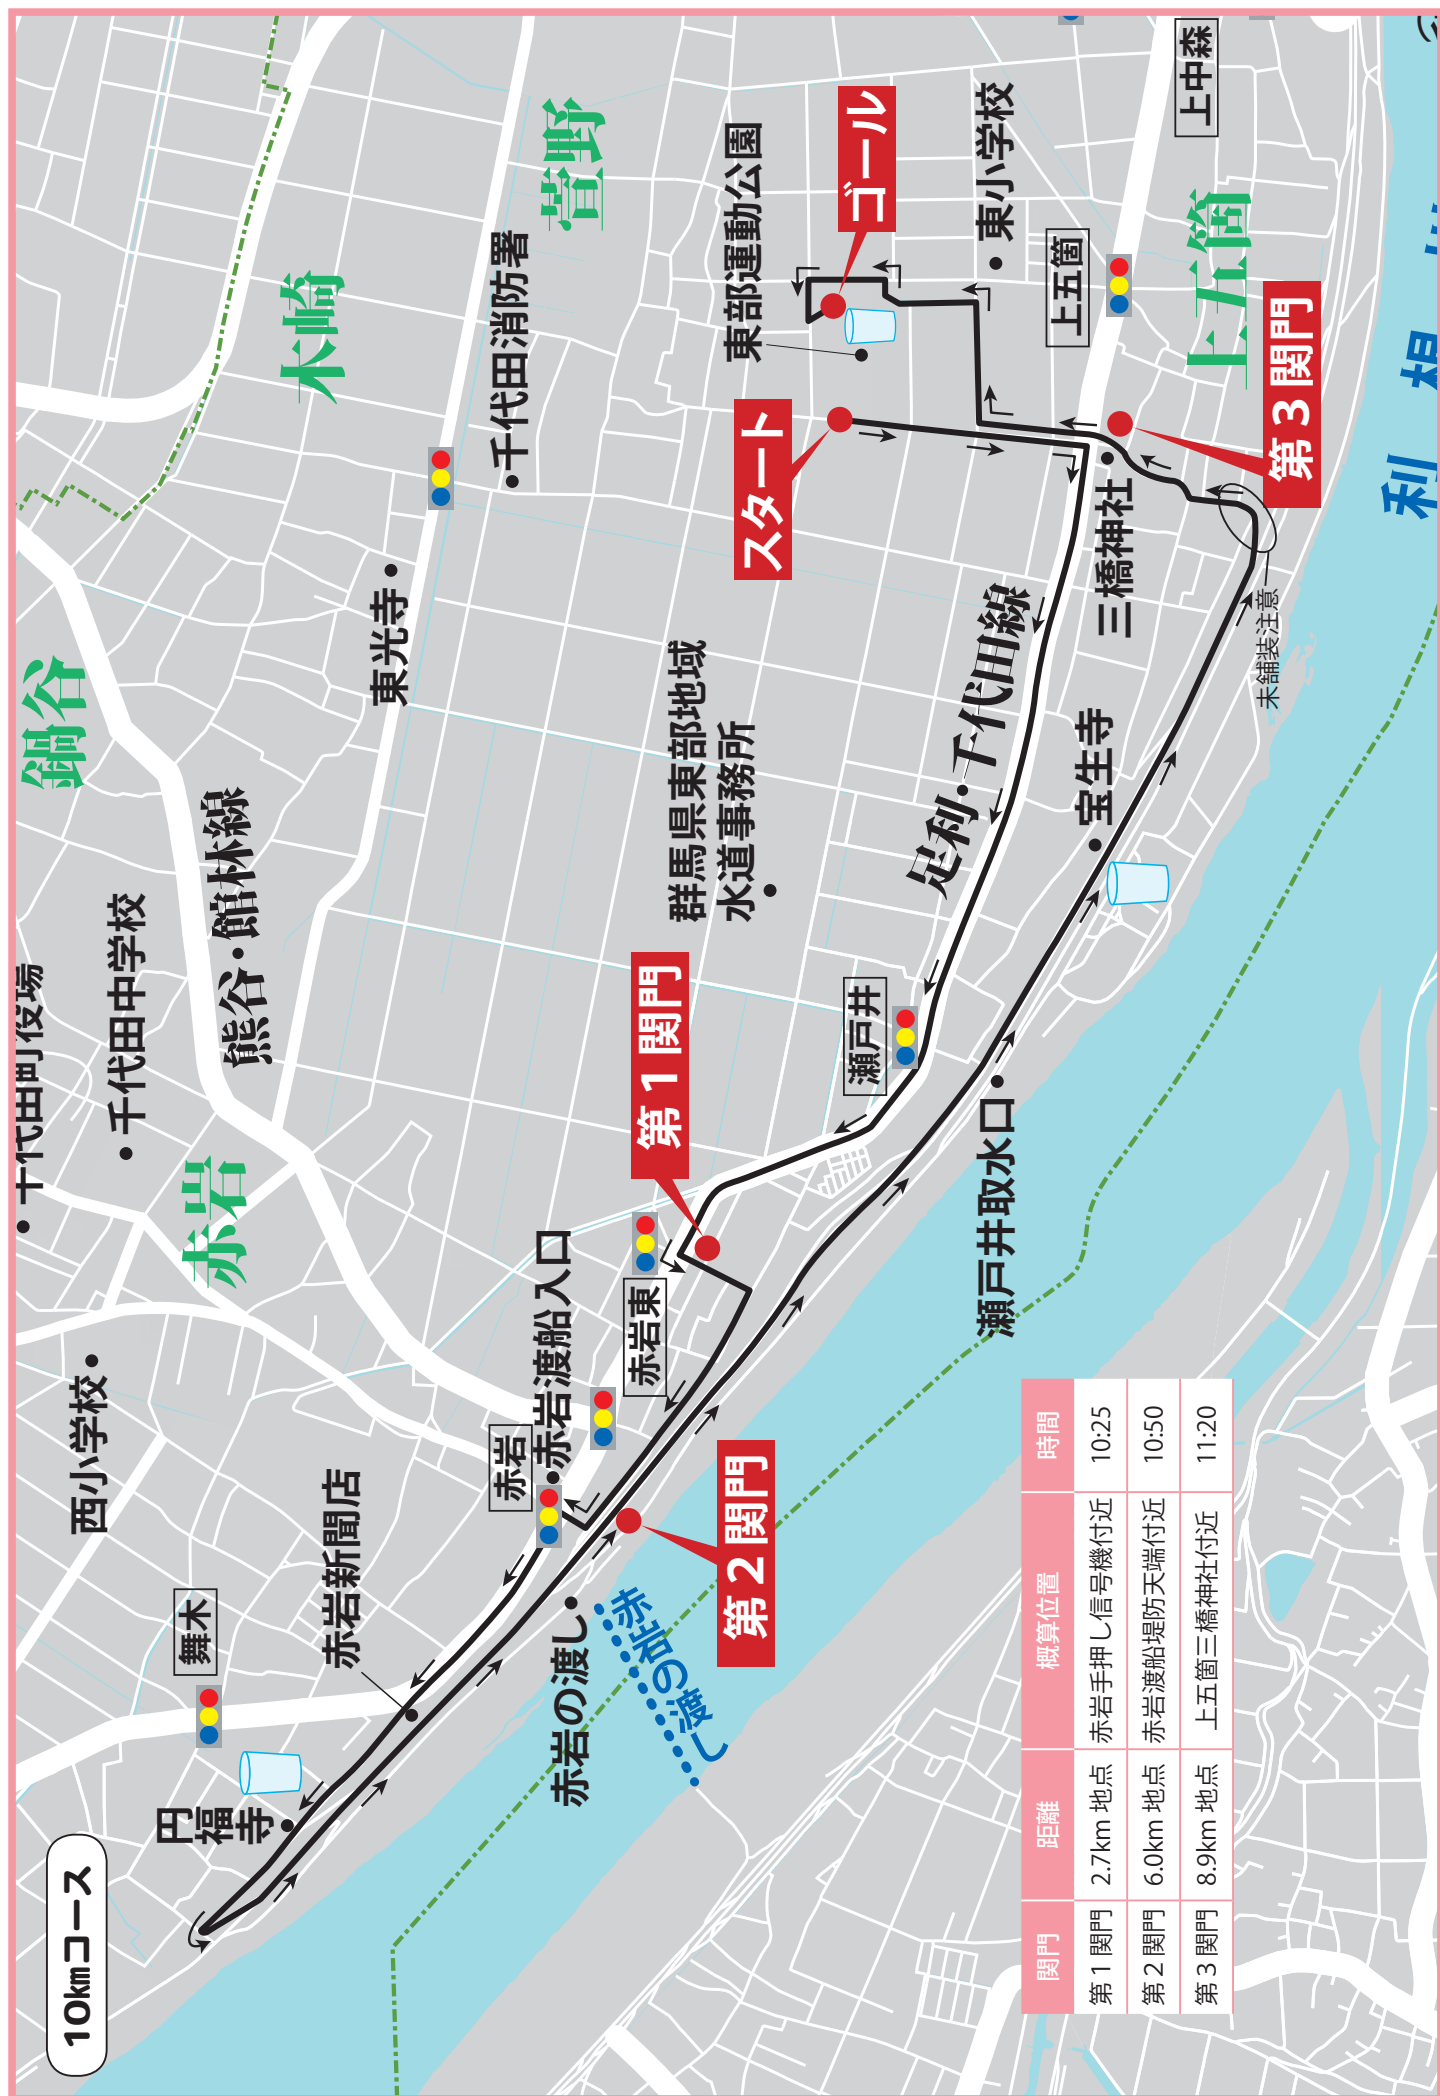 10kmコース
円福寺
舞木
赤岩新聞店
西小学校
赤岩
赤岩渡船入口
赤岩東
赤岩の渡し
赤岩の渡し
第2関門
第1関門
瀬戸井
瀬戸井取水口
千代田町役場
千代田中学校
赤岩
熊谷・館林線
鍋谷
東光寺
木崎
千代田消防署
萱野
群馬県東部地域
水道事務所
足利・千代田線
宝生寺
三橋神社
未舗装注意
スタート
東部運動公園
ゴール
東小学校
上五箇
上中森
上五箇
第3関門
利根
関門 距離 概算位置 時間
第1関門 2.7km 地点 赤岩手押し信号機付近 10:25
第2関門 6.0km 地点 赤岩渡船堤防天端付近 10:50
第3関門 8.9km 地点 上五箇三橋神社付近 11:20